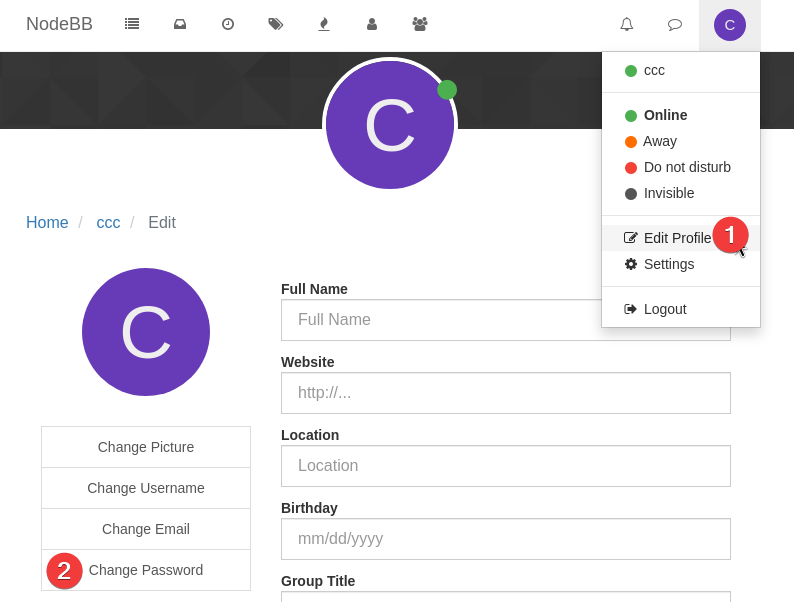 NodeBB
C
ccc
Online
Away
Do not disturb
Invisible
Edit Profile
1
Settings
Logout
C
Home / ccc / Edit
C
Change Picture
Change Username
Change Email
2 Change Password
Full Name
Full Name
Website
http://...
Location
Location
Birthday
mm/dd/yyyy
Group Title